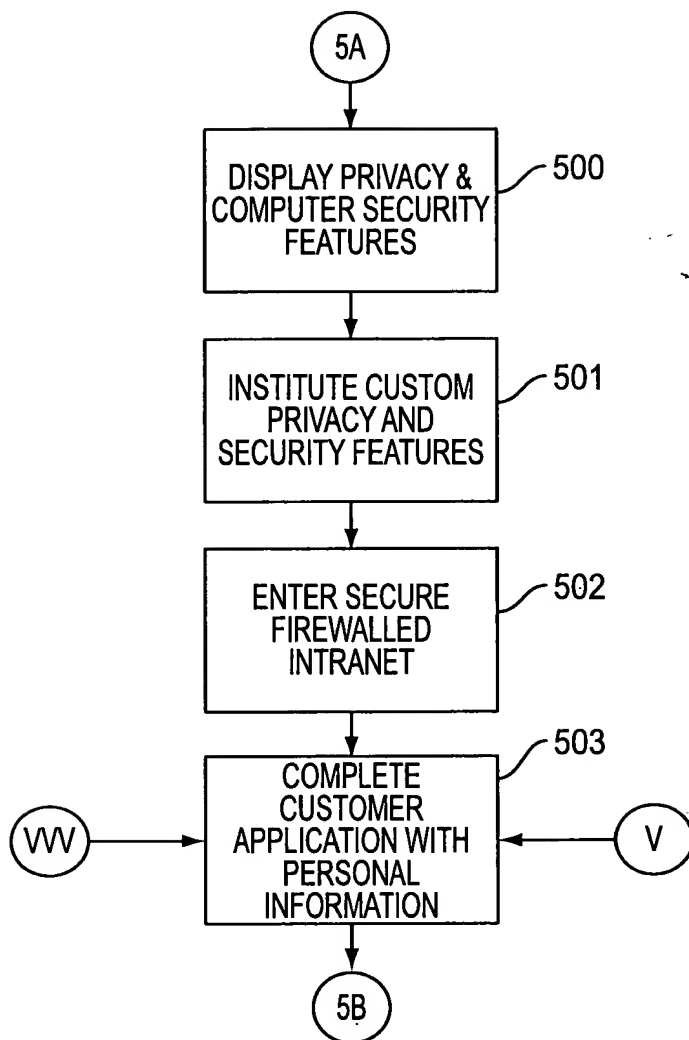 5A
DISPLAY PRIVACY &
COMPUTER SECURITY
FEATURES
500
INSTITUTE CUSTOM
PRIVACY AND
SECURITY FEATURES
501
ENTER SECURE
FIREWALLED
INTRANET
502
COMPLETE
CUSTOMER
APPLICATION WITH
PERSONAL
INFORMATION
503
VVV
V
5B